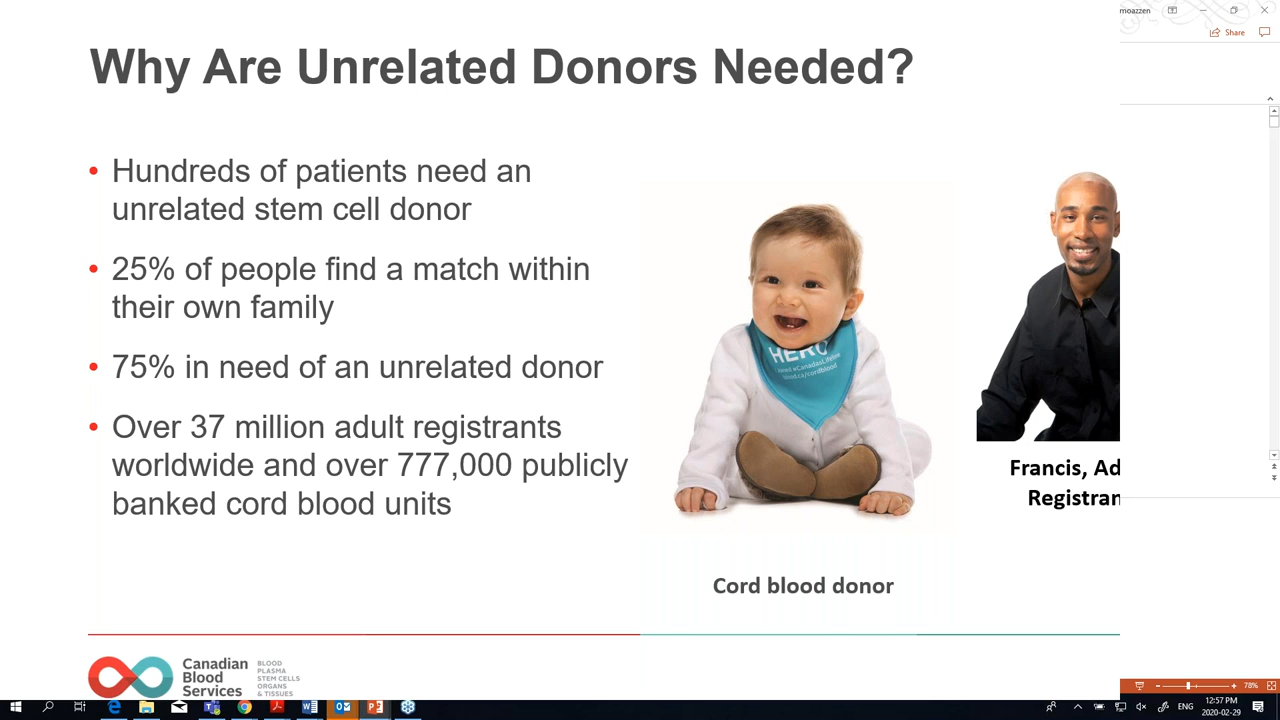 moazzen
Share
Why Are Unrelated Donors Needed?
• Hundreds of patients need an
unrelated stem cell donor
• 25% of people find a match within
their own family
• 75% in need of an unrelated donor
• Over 37 million adult registrants
worldwide and over 777,000 publicly
banked cord blood units
HERO
blood.ca/cordblood
Cord blood donor
Francis, Ad
Registran
Canadian
Blood
Services
BLOOD
PLASMA
STEM CELLS
ORGANS
& TISSUES
78%
ENG
12:57 PM
2020-02-29